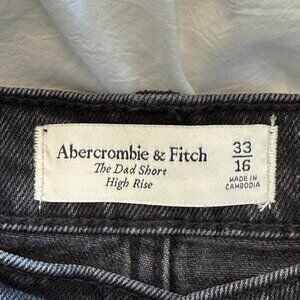 Abercrombie & Fitch
The Dad Short
High Rise
33
16
MADE IN
CAMBODIA